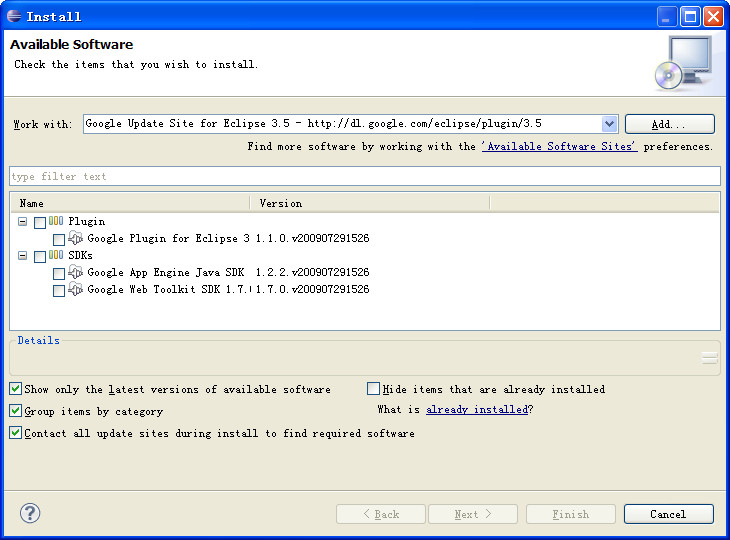 Install
Available Software
Check the items that you wish to install.
Work with: Google Update Site for Eclipse 3.5 - http://dl.google.com/eclipse/plugin/3.5 Add...
Find more software by working with the 'Available Software Sites' preferences.
type filter text
Name Version
Plugin
Google Plugin for Eclipse 3 1.1.0.v200907291526
SDKs
Google App Engine Java SDK 1.2.2.v200907291526
Google Web Toolkit SDK 1.7.0 1.7.0.v200907291526
Details
Show only the latest versions of available software Hide items that are already installed
Group items by category What is already installed?
Contact all update sites during install to find required software
? < Back Next > Finish Cancel